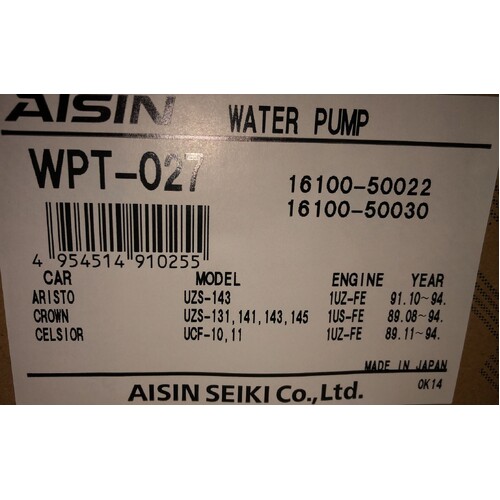 AISIN WATER PUMP
WPT-027
16100-50022
16100-50030
4 954514 910255
CAR MODEL ENGINE YEAR
ARISTO UZS-143 1UZ-FE 91.10~94.
CROWN UZS-131,141,143,145 1US-FE 89.08~94.
CELSIOR UCF-10,11 1UZ-FE 89.11~94.
MADE IN JAPAN
AISIN SEIKI Co.,Ltd.
OK14